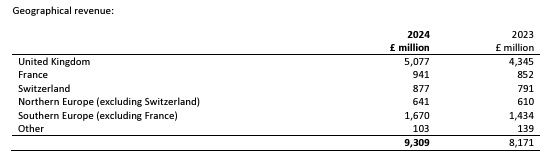 Geographical revenue:
2024 2023
£ million £ million
United Kingdom 5,077 4,345
France 941 852
Switzerland 877 791
Northern Europe (excluding Switzerland) 641 610
Southern Europe (excluding France) 1,670 1,434
Other 103 139
9,309 8,171